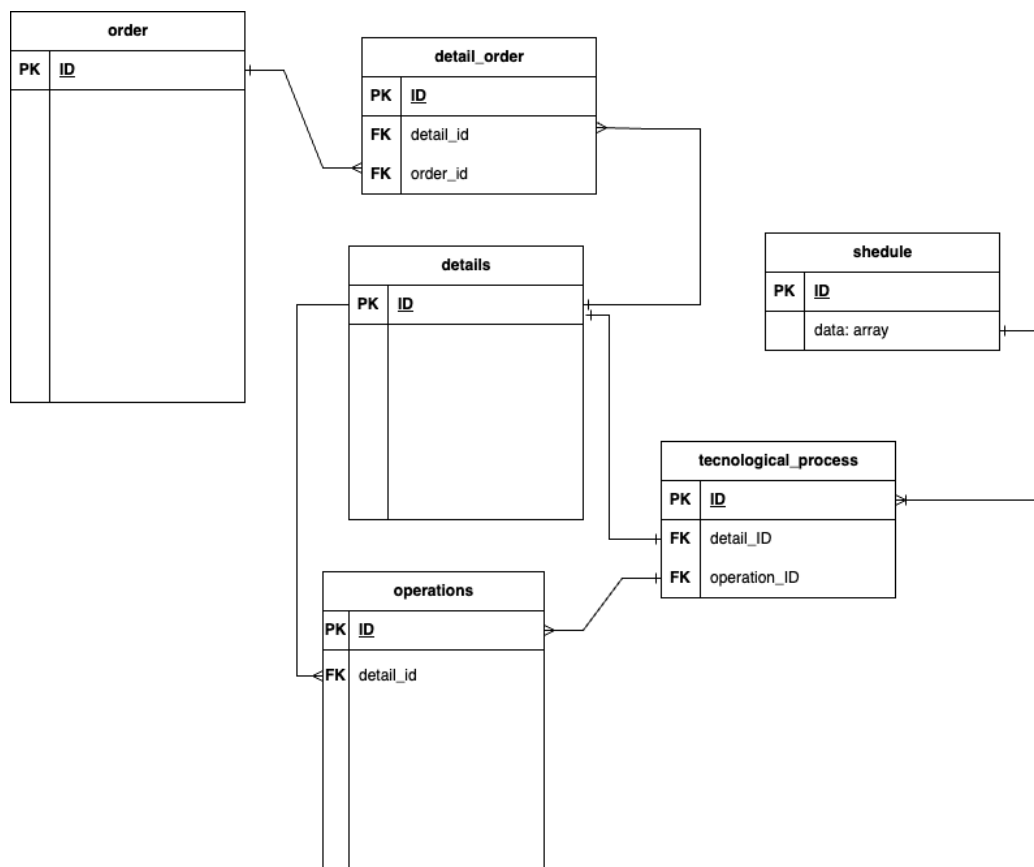 order
PK ID
detail_order
PK ID
FK detail_id
FK order_id
details
PK ID
shedule
PK ID
data: array
tecnological_process
PK ID
FK detail_ID
FK operation_ID
operations
PK ID
FK detail_id